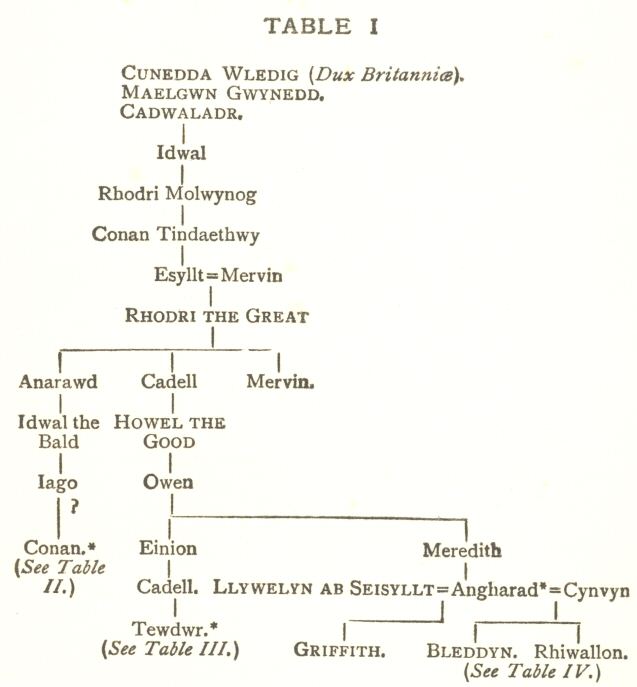 TABLE I
CUNEDDA WLEDIG (Dux Britanniæ).
MAELGWN GWYNEDD.
CADWALADR.
Idwal
Rhodri Molwynog
Conan Tindaethwy
Esyllt=Mervin
RHODRI THE GREAT
Anarawd Cadell Mervin.
Idwal the Bald HOWEL THE GOOD
Iago Owen
?
Conan.* Einion Meredith
(See Table II.)
Cadell. LLYWELYN AB SEISYLLT=Angharad*=Cynvyn
Tewdwr.*
(See Table III.)
GRIFFITH. BLEDDYN. Rhiwallon.
(See Table IV.)